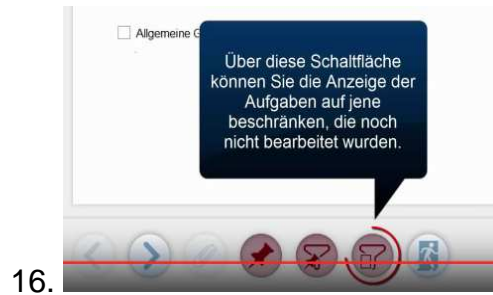 Allgemeine G
Über diese Schaltfläche
können Sie die Anzeige der
Aufgaben auf jene
beschränken, die noch
nicht bearbeitet wurden.
16.